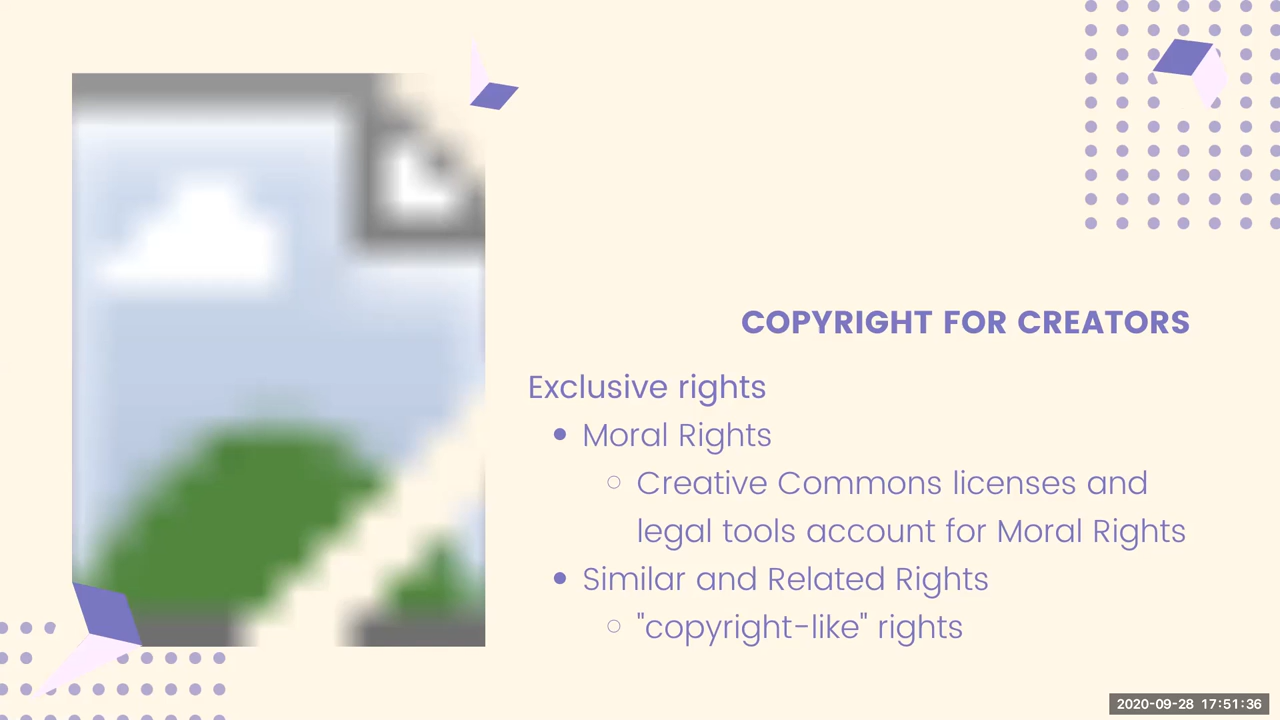 COPYRIGHT FOR CREATORS
Exclusive rights
Moral Rights
Creative Commons licenses and
legal tools account for Moral Rights
Similar and Related Rights
"copyright-like" rights
2020-09-28 17:51:36